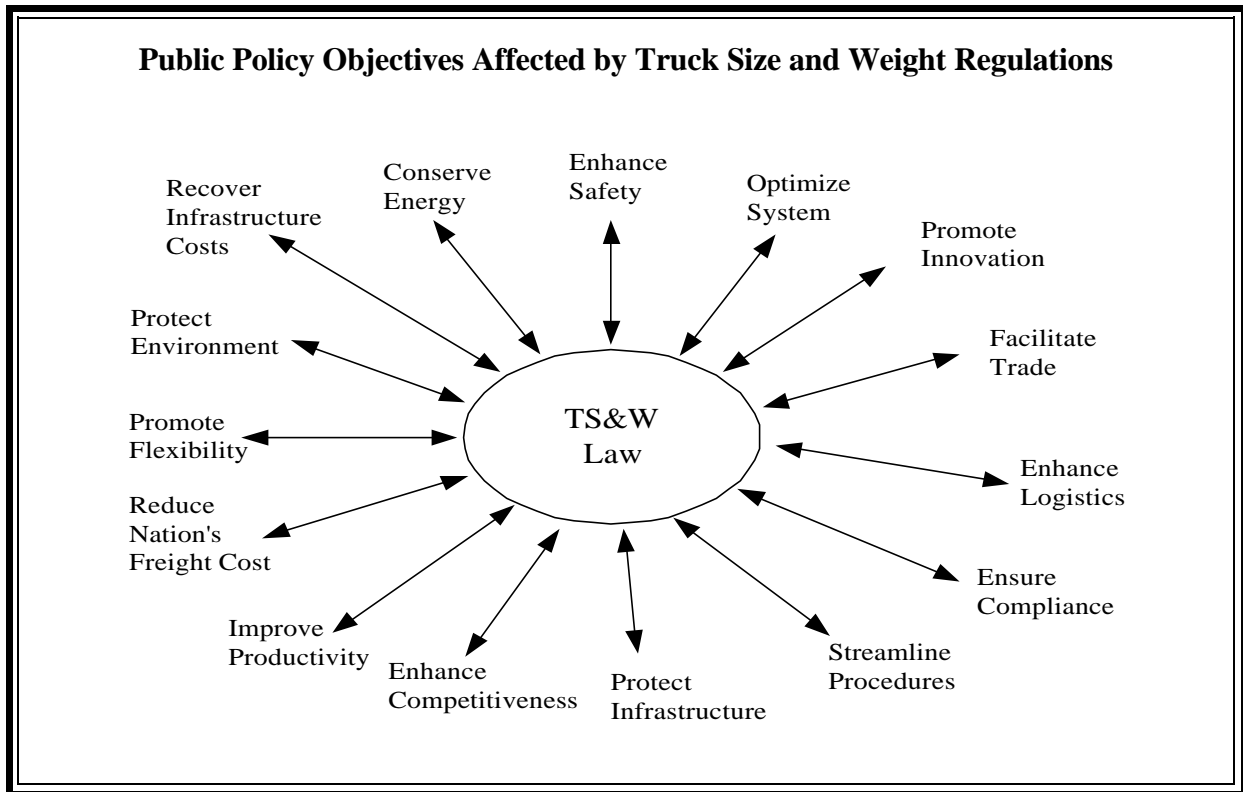 Public Policy Objectives Affected by Truck Size and Weight Regulations
Recover
Infrastructure
Costs
Conserve
Energy
Enhance
Safety
Optimize
System
Promote
Innovation
Protect
Environment
Facilitate
Trade
Promote
Flexibility
TS&W
Law
Enhance
Logistics
Reduce
Nation's
Freight Cost
Ensure
Compliance
Improve
Productivity
Enhance
Competitiveness
Protect
Infrastructure
Streamline
Procedures